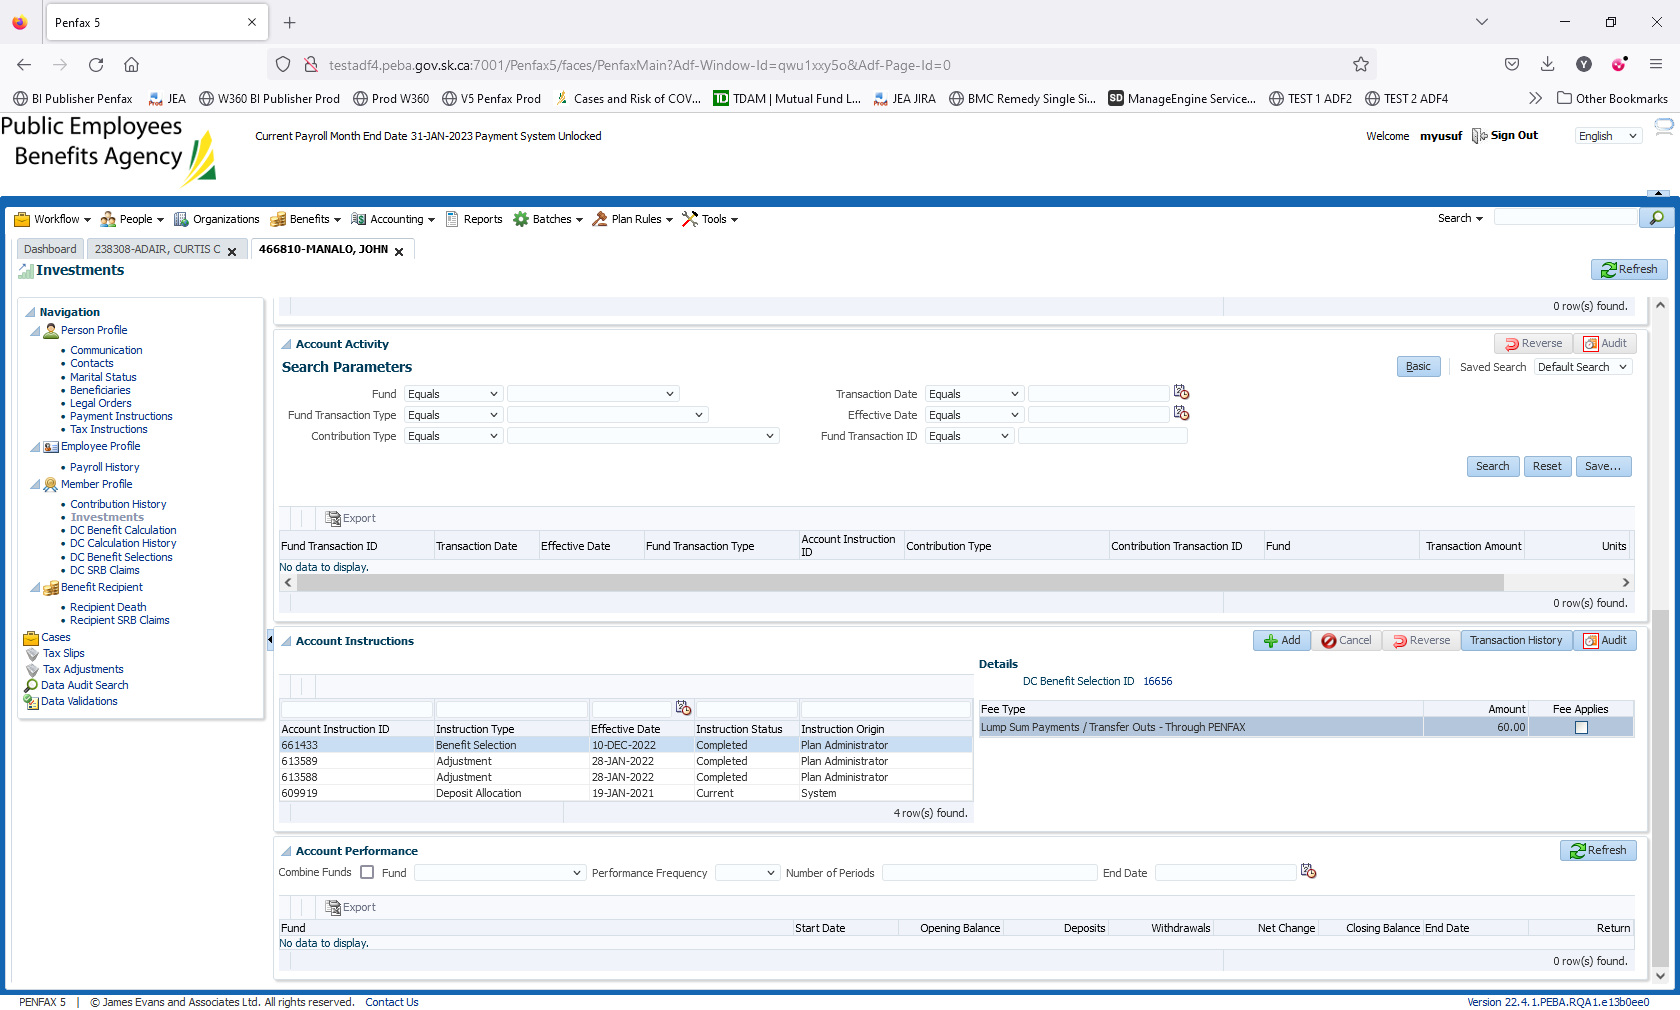 Penfax 5
testadf4.peba.gov.sk.ca:7001/Penfax5/faces/PenfaxMain?Adf-Window-Id=qwu1xxy5o&Adf-Page-Id=0
BI Publisher Penfax JEA W360 BI Publisher Prod Prod W360 V5 Penfax Prod Cases and Risk of COV... TD TDAM | Mutual Fund L... JEA JIRA BMC Remedy Single Si... SD ManageEngine Service... TEST 1 ADF2 TEST 2 ADF4 Other Bookmarks
Public Employees
Benefits Agency
Current Payroll Month End Date 31-JAN-2023 Payment System Unlocked
Welcome myusuf Sign Out English
Workflow People Organizations Benefits Accounting Reports Batches Plan Rules Tools Search
Dashboard 238308-ADAIR, CURTIS C 466810-MANALO, JOHN
Investments Refresh
Navigation
Person Profile
Communication
Contacts
Marital Status
Beneficiaries
Legal Orders
Payment Instructions
Tax Instructions
Employee Profile
Payroll History
Member Profile
Contribution History
Investments
DC Benefit Calculation
DC Calculation History
DC Benefit Selections
DC SRB Claims
Benefit Recipient
Recipient Death
Recipient SRB Claims
Cases
Tax Slips
Tax Adjustments
Data Audit Search
Data Validations
0 row(s) found.
Account Activity Reverse Audit
Search Parameters Basic Saved Search Default Search
Fund Equals Transaction Date Equals
Fund Transaction Type Equals Effective Date Equals
Contribution Type Equals Fund Transaction ID Equals
Search Reset Save...
Export
Fund Transaction ID Transaction Date Effective Date Fund Transaction Type Account Instruction ID Contribution Type Contribution Transaction ID Fund Transaction Amount Units
No data to display.
0 row(s) found.
Account Instructions Add Cancel Reverse Transaction History Audit
Details
DC Benefit Selection ID 16656
Fee Type Amount Fee Applies
Lump Sum Payments / Transfer Outs - Through PENFAX 60.00
Account Instruction ID Instruction Type Effective Date Instruction Status Instruction Origin
661433 Benefit Selection 10-DEC-2022 Completed Plan Administrator
613589 Adjustment 28-JAN-2022 Completed Plan Administrator
613588 Adjustment 28-JAN-2022 Completed Plan Administrator
609919 Deposit Allocation 19-JAN-2021 Current System
4 row(s) found.
Account Performance Refresh
Combine Funds Fund Performance Frequency Number of Periods End Date
Export
Fund Start Date Opening Balance Deposits Withdrawals Net Change Closing Balance End Date Return
No data to display.
0 row(s) found.
PENFAX 5 | © James Evans and Associates Ltd. All rights reserved. Contact Us Version 22.4.1.PEBA.RQA1.e13b0ee0